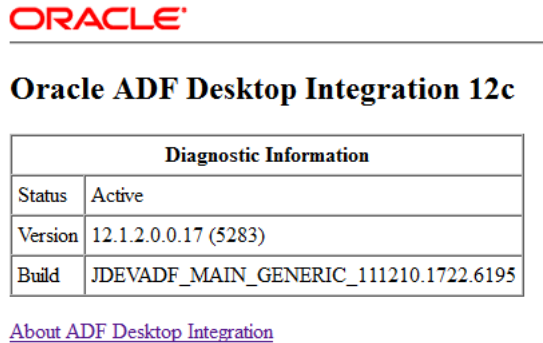 ORACLE
Oracle ADF Desktop Integration 12c
Diagnostic Information
Status Active
Version 12.1.2.0.0.17 (5283)
Build JDEVADF_MAIN_GENERIC_111210.1722.6195
About ADF Desktop Integration